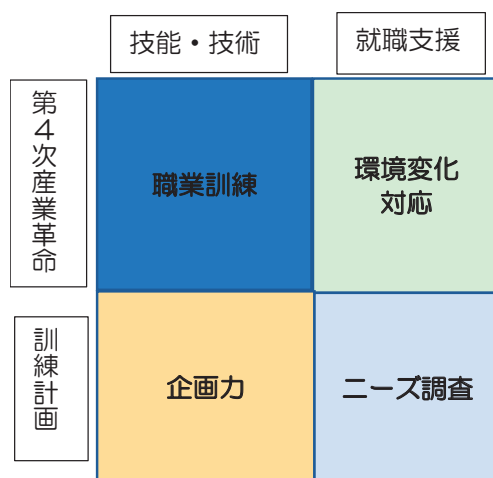 技能・技術
就職支援
第４次産業革命
職業訓練
環境変化
対応
訓練計画
企画力
ニーズ調査